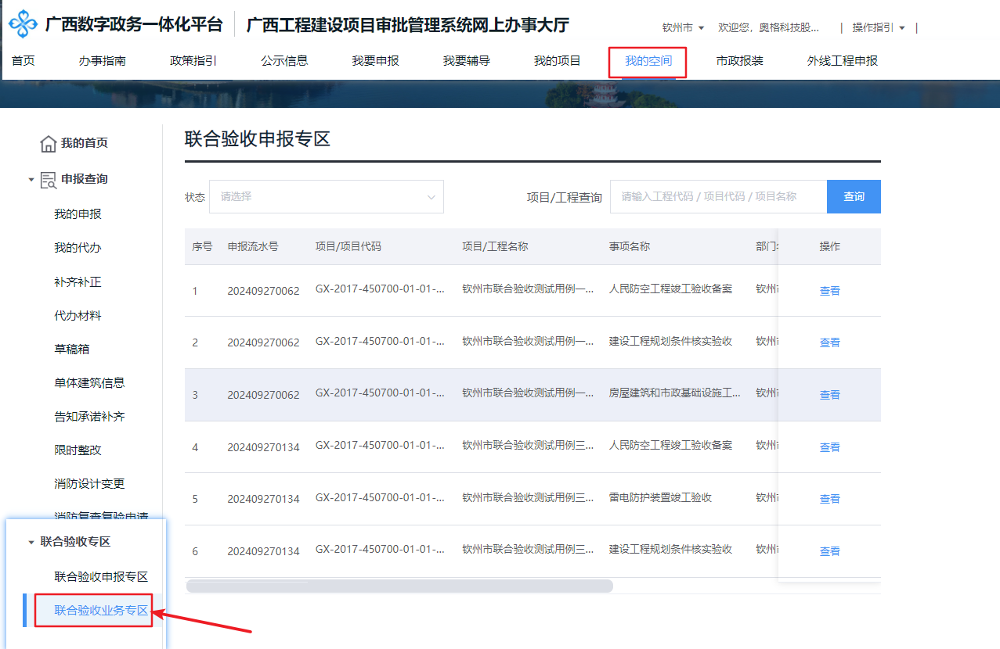 广西数字政务一体化平台 广西工程建设项目审批管理系统网上办事大厅 钦州市 欢迎您，奥格科技股... | 操作指引 |
首页 办事指南 政策指引 公示信息 我要申报 我要辅导 我的项目 我的空间 市政报装 外线工程申报
我的首页
申报查询
我的申报
我的代办
补齐补正
代办材料
草稿箱
单体建筑信息
告知承诺补齐
限时整改
消防设计变更
消防复查复验申请
联合验收专区
联合验收申报专区
联合验收业务专区
联合验收申报专区
状态 请选择 项目/工程查询 请输入工程代码 / 项目代码 / 项目名称 查询
序号 申报流水号 项目/项目代码 项目/工程名称 事项名称 部门 操作
1 202409270062 GX-2017-450700-01-01-... 钦州市联合验收测试用例一... 人民防空工程竣工验收备案 钦州 查看
2 202409270062 GX-2017-450700-01-01-... 钦州市联合验收测试用例一... 建设工程规划条件核实验收 钦州 查看
3 202409270062 GX-2017-450700-01-01-... 钦州市联合验收测试用例一... 房屋建筑和市政基础设施工... 钦州 查看
4 202409270134 GX-2017-450700-01-01-... 钦州市联合验收测试用例三... 人民防空工程竣工验收备案 钦州 查看
5 202409270134 GX-2017-450700-01-01-... 钦州市联合验收测试用例三... 雷电防护装置竣工验收 钦州 查看
6 202409270134 GX-2017-450700-01-01-... 钦州市联合验收测试用例三... 建设工程规划条件核实验收 钦州 查看